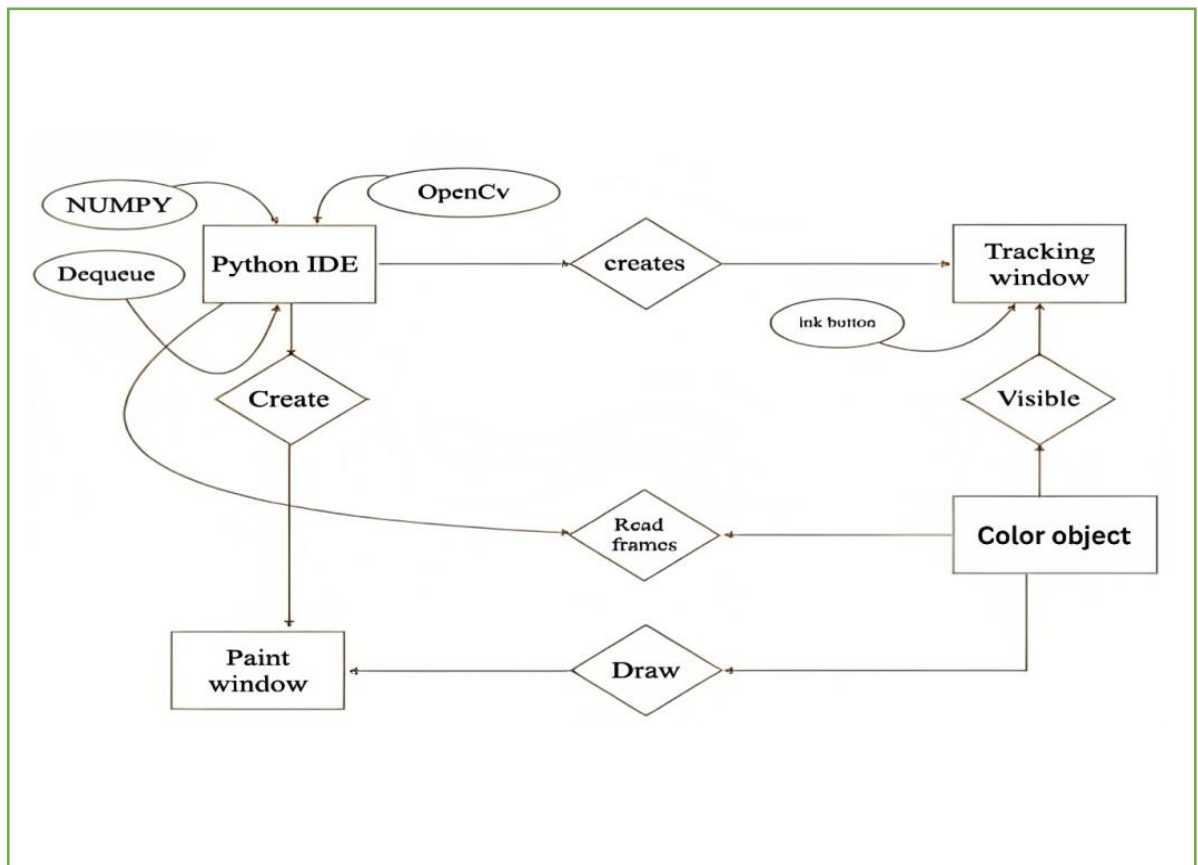 NUMPY
OpenCv
Python IDE
creates
Tracking
window
Dequeue
ink button
Create
Visible
Read
frames
Color object
Paint
window
Draw